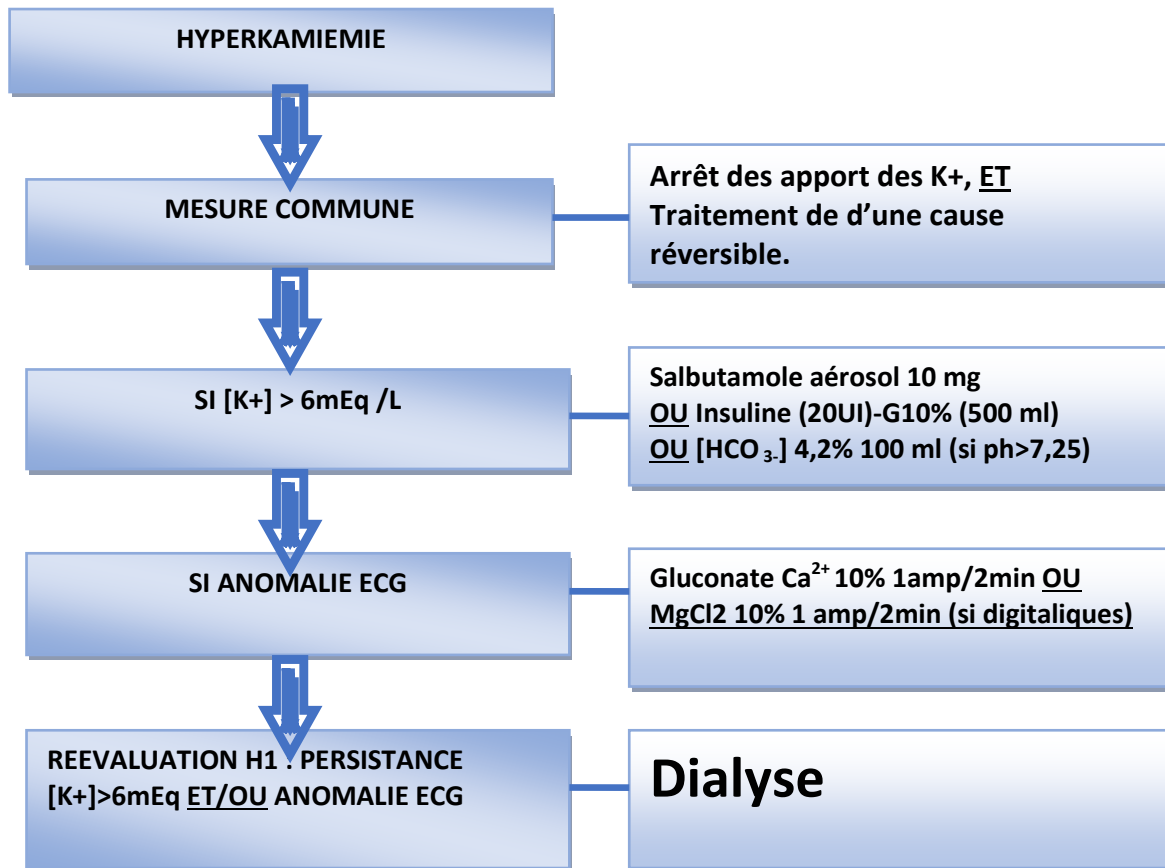 HYPERKAMIEMIE
MESURE COMMUNE
Arrêt des apport des K+, ET
Traitement de d’une cause
réversible.
SI [K+] > 6mEq /L
Salbutamole aérosol 10 mg
OU Insuline (20UI)-G10% (500 ml)
OU [HCO 3-] 4,2% 100 ml (si ph>7,25)
SI ANOMALIE ECG
Gluconate Ca2+ 10% 1amp/2min OU
MgCl2 10% 1 amp/2min (si digitaliques)
REEVALUATION H1 : PERSISTANCE
[K+]>6mEq ET/OU ANOMALIE ECG
Dialyse